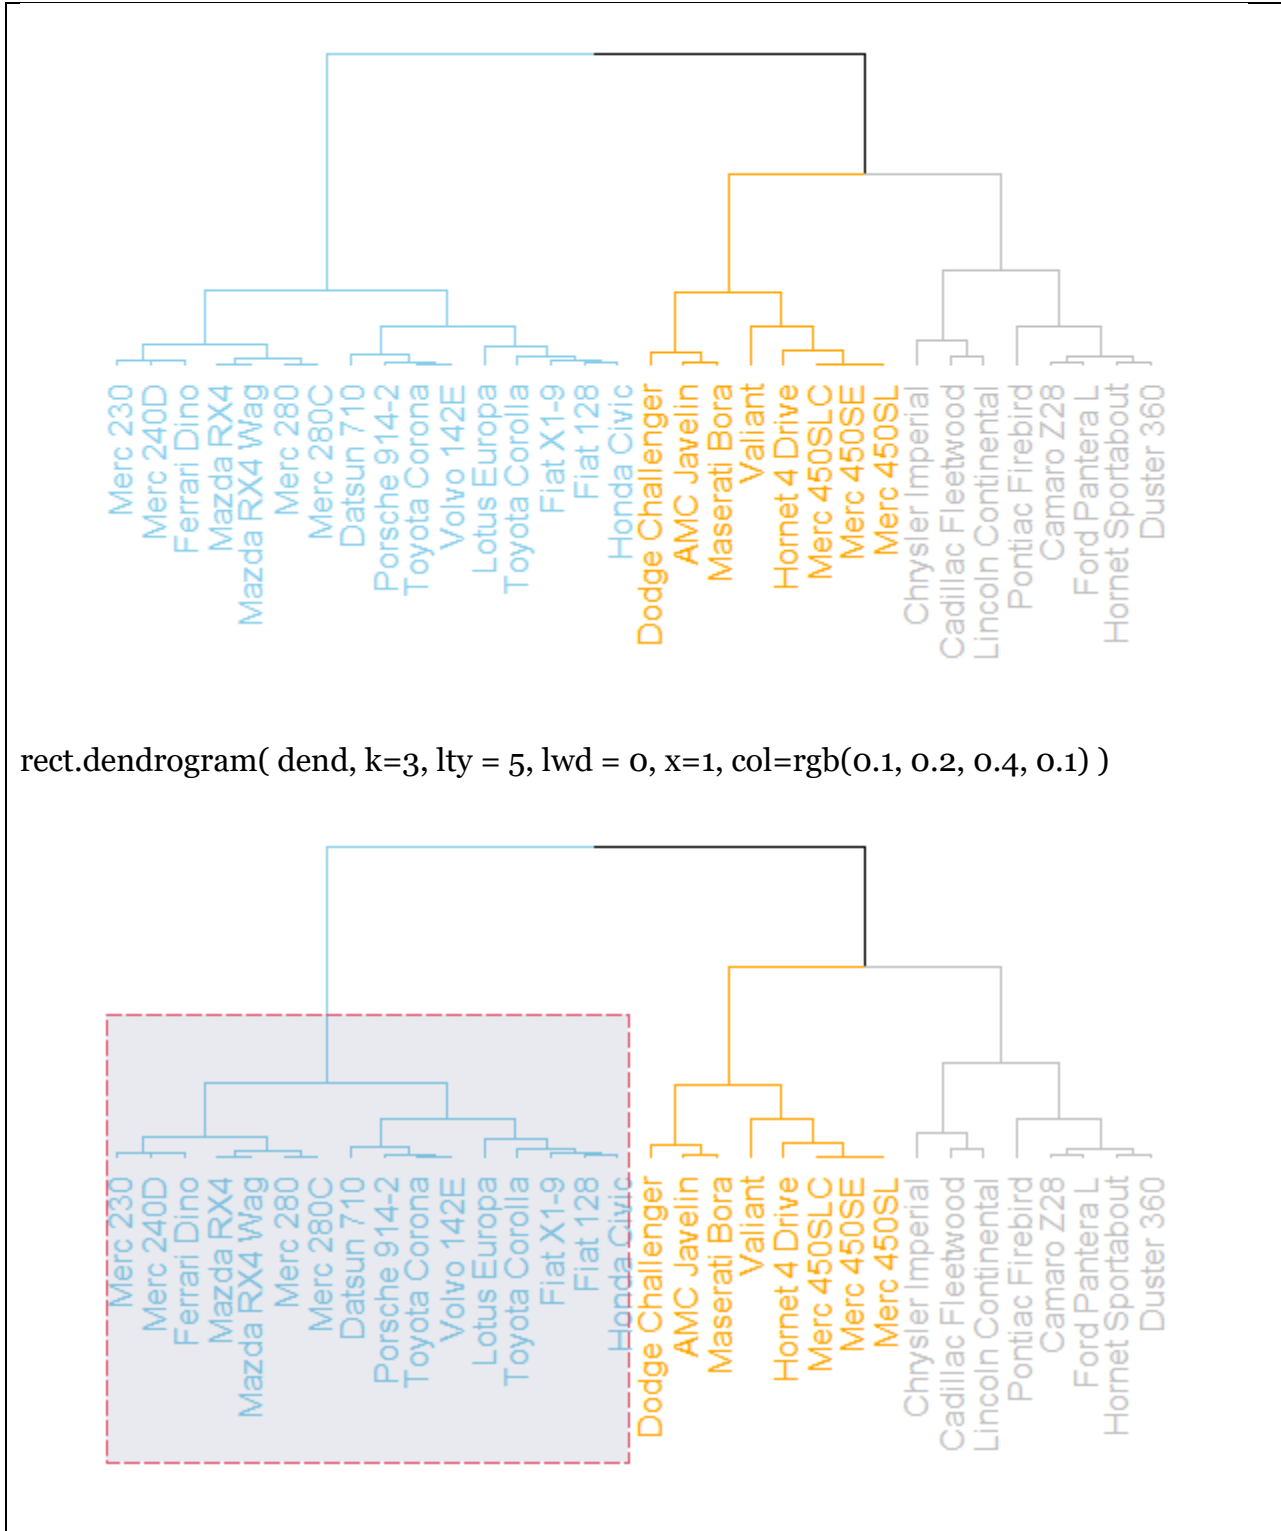 Merc 230
Merc 240D
Ferrari Dino
Mazda RX4
Mazda RX4 Wag
Merc 280
Merc 280C
Datsun 710
Porsche 914-2
Toyota Corona
Volvo 142E
Lotus Europa
Toyota Corolla
Fiat X1-9
Fiat 128
Honda Civic
Dodge Challenger
AMC Javelin
Maserati Bora
Valiant
Hornet 4 Drive
Merc 450SLC
Merc 450SE
Merc 450SL
Chrysler Imperial
Cadillac Fleetwood
Lincoln Continental
Pontiac Firebird
Camaro Z28
Ford Pantera L
Hornet Sportabout
Duster 360
rect.dendrogram( dend, k=3, lty = 5, lwd = 0, x=1, col=rgb(0.1, 0.2, 0.4, 0.1) )
Merc 230
Merc 240D
Ferrari Dino
Mazda RX4
Mazda RX4 Wag
Merc 280
Merc 280C
Datsun 710
Porsche 914-2
Toyota Corona
Volvo 142E
Lotus Europa
Toyota Corolla
Fiat X1-9
Fiat 128
Honda Civic
Dodge Challenger
AMC Javelin
Maserati Bora
Valiant
Hornet 4 Drive
Merc 450SLC
Merc 450SE
Merc 450SL
Chrysler Imperial
Cadillac Fleetwood
Lincoln Continental
Pontiac Firebird
Camaro Z28
Ford Pantera L
Hornet Sportabout
Duster 360